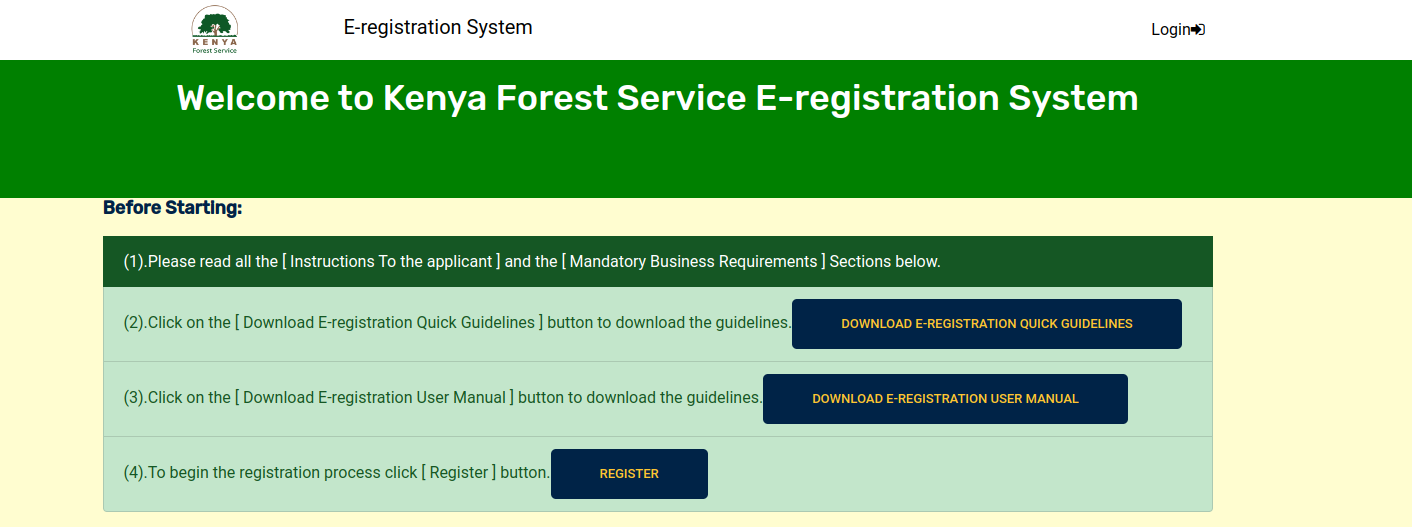 KENYA
Forest Service
E-registration System
Login
Welcome to Kenya Forest Service E-registration System
Before Starting:
(1).Please read all the [ Instructions To the applicant ] and the [ Mandatory Business Requirements ] Sections below.
(2).Click on the [ Download E-registration Quick Guidelines ] button to download the guidelines. DOWNLOAD E-REGISTRATION QUICK GUIDELINES
(3).Click on the [ Download E-registration User Manual ] button to download the guidelines. DOWNLOAD E-REGISTRATION USER MANUAL
(4).To begin the registration process click [ Register ] button. REGISTER